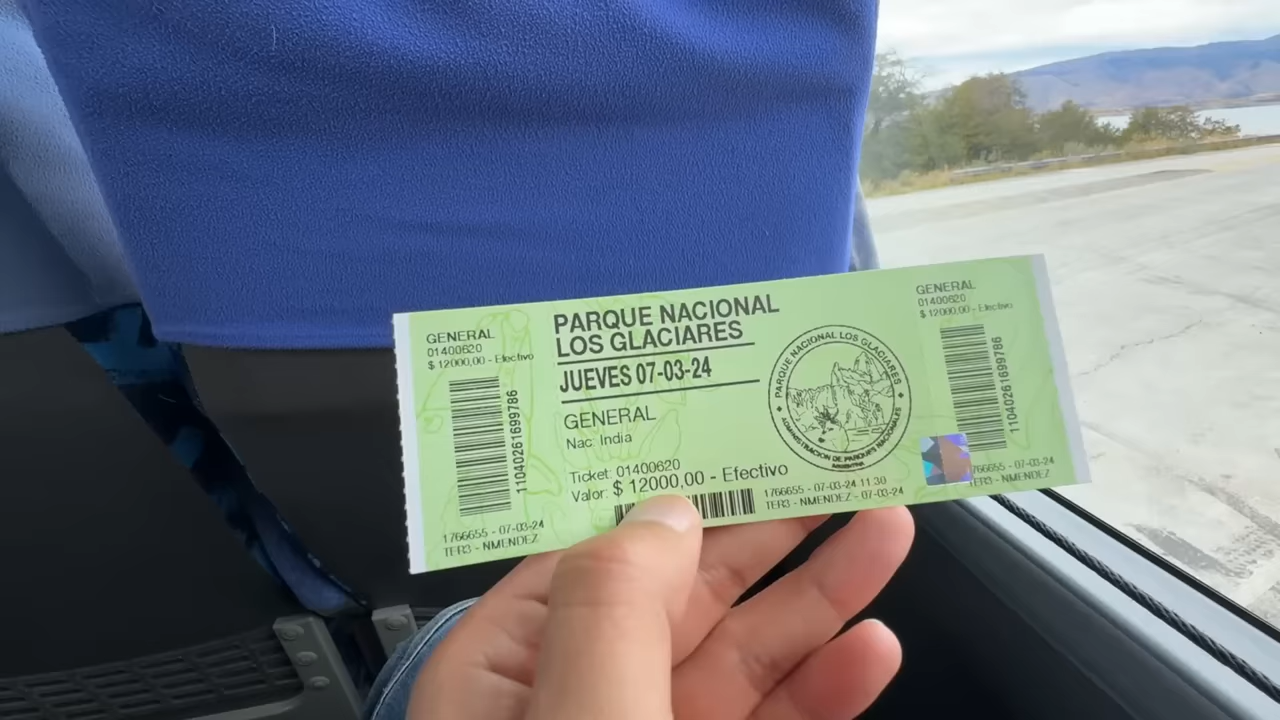 GENERAL
01400620
$ 12000,00 - Efectivo
11040261699786
1766655 - 07-03-24
TER3 - NMENDEZ
PARQUE NACIONAL
LOS GLACIARES
JUEVES 07-03-24
GENERAL
Nac: India
Ticket: 01400620
Valor: $ 12000,00 - Efectivo
1766655 - 07-03-24 11:30
TER3 - NMENDEZ - 07-03-24
PARQUE NACIONAL LOS GLACIARES
ADMINISTRACION DE PARQUES NACIONALES
ARGENTINA
GENERAL
01400620
$ 12000,00 - Efectivo
11040261699786
766655 - 07-03-24
TER3 - NMENDEZ